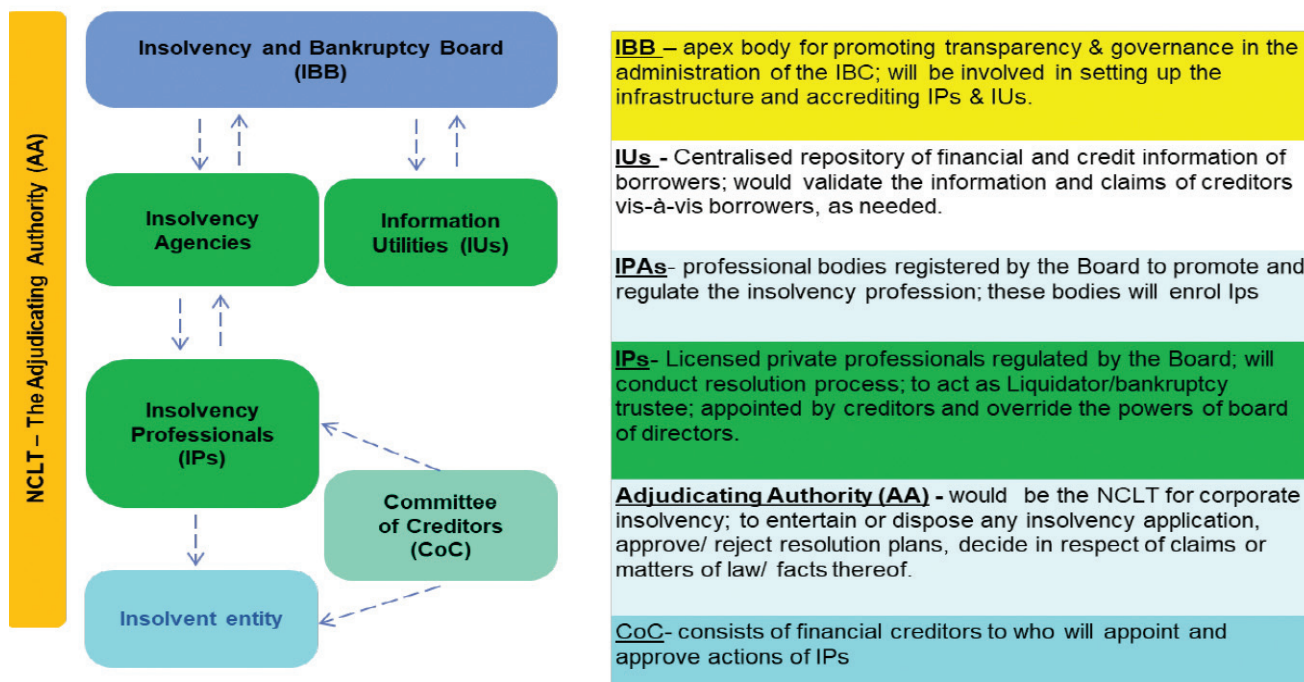 NCLT – The Adjudicating Authority (AA)
Insolvency and Bankruptcy Board
(IBB)
Insolvency
Agencies
Information
Utilities (IUs)
Insolvency
Professionals
(IPs)
Committee
of Creditors
(CoC)
Insolvent entity
IBB – apex body for promoting transparency & governance in the
administration of the IBC; will be involved in setting up the
infrastructure and accrediting IPs & IUs.
IUs - Centralised repository of financial and credit information of
borrowers; would validate the information and claims of creditors
vis-à-vis borrowers, as needed.
IPAs- professional bodies registered by the Board to promote and
regulate the insolvency profession; these bodies will enrol Ips
IPs- Licensed private professionals regulated by the Board; will
conduct resolution process; to act as Liquidator/bankruptcy
trustee; appointed by creditors and override the powers of board
of directors.
Adjudicating Authority (AA) - would be the NCLT for corporate
insolvency; to entertain or dispose any insolvency application,
approve/ reject resolution plans, decide in respect of claims or
matters of law/ facts thereof.
CoC- consists of financial creditors to who will appoint and
approve actions of IPs